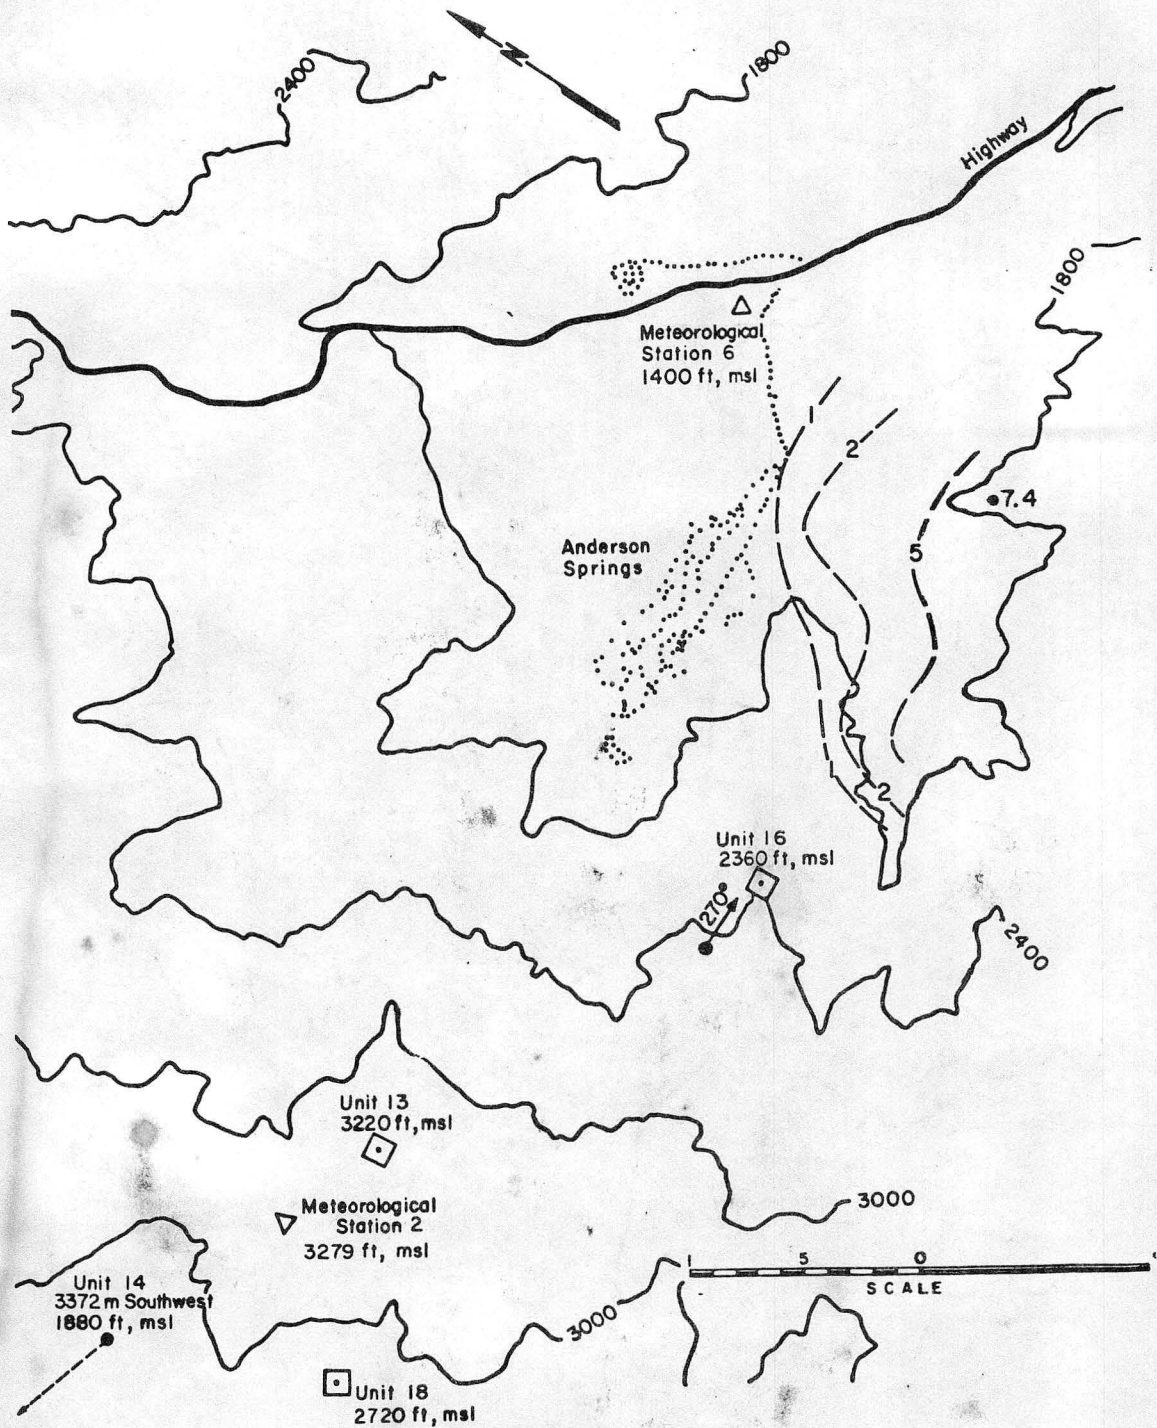 N
2400
1800
Highway
1800
Meteorological
Station 6
1400 ft, msl
1
2
7.4
5
Anderson
Springs
1
2
Unit 16
2360 ft, msl
270°
2400
Unit 13
3220 ft, msl
Meteorological
Station 2
3279 ft, msl
3000
Unit 14
3372 m Southwest
1880 ft, msl
1 5 0
SCALE
3000
Unit 18
2720 ft, msl